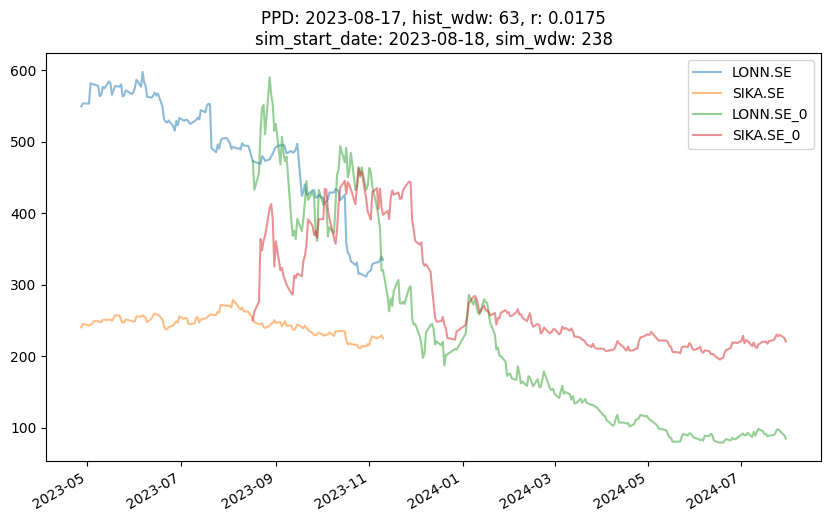 PPD: 2023-08-17, hist_wdw: 63, r: 0.0175
sim_start_date: 2023-08-18, sim_wdw: 238
LONN.SE
SIKA.SE
LONN.SE_0
SIKA.SE_0
600
500
400
300
200
100
2023-05
2023-07
2023-09
2023-11
2024-01
2024-03
2024-05
2024-07